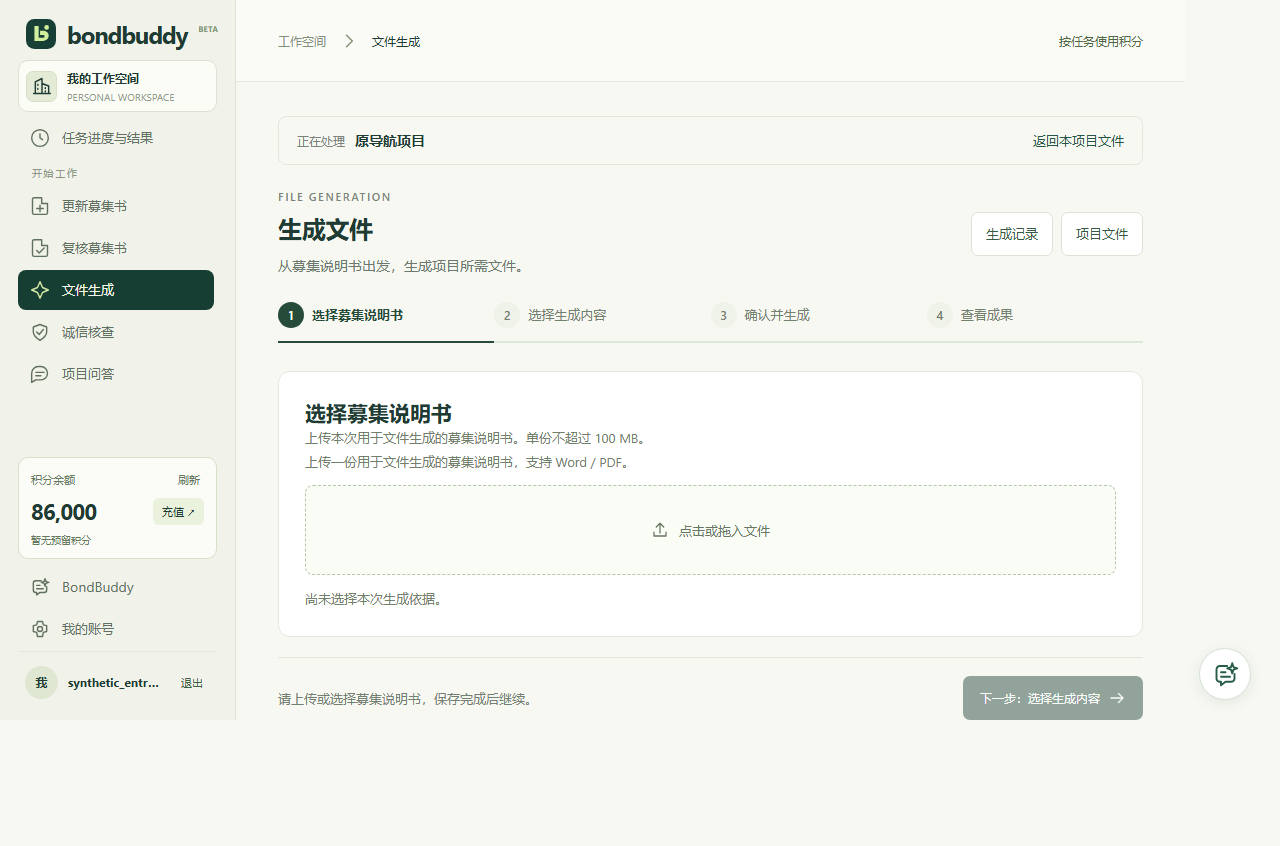 bondbuddy BETA
我的工作空间
PERSONAL WORKSPACE
任务进度与结果
开始工作
更新募集书
复核募集书
文件生成
诚信核查
项目问答
积分余额 刷新
86,000 充值 ↗
暂无预留积分
BondBuddy
我的账号
我 synthetic_entr... 退出
工作空间 文件生成 按任务使用积分
正在处理 原导航项目 返回本项目文件
FILE GENERATION
生成文件
从募集说明书出发，生成项目所需文件。
生成记录 项目文件
1 选择募集说明书 2 选择生成内容 3 确认并生成 4 查看成果
选择募集说明书
上传本次用于文件生成的募集说明书。单份不超过 100 MB。
上传一份用于文件生成的募集说明书，支持 Word / PDF。
点击或拖入文件
尚未选择本次生成依据。
请上传或选择募集说明书，保存完成后继续。
下一步：选择生成内容 →